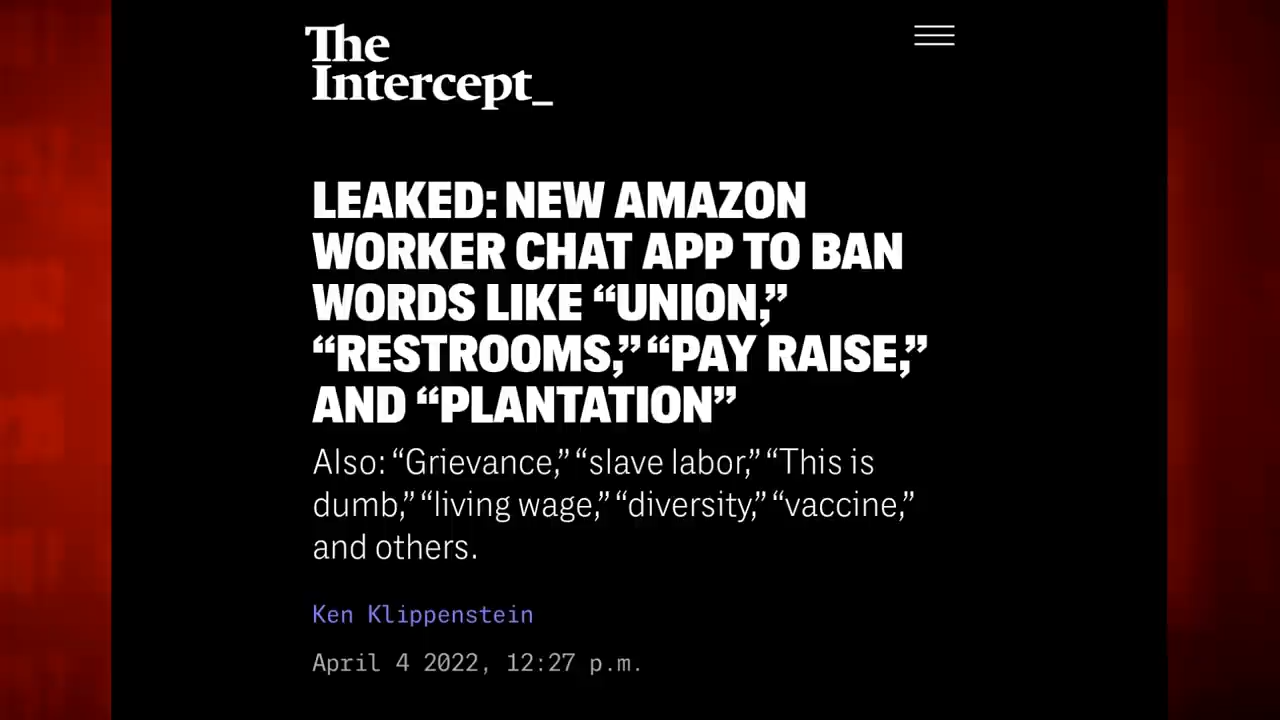 The
Intercept_
LEAKED: NEW AMAZON
WORKER CHAT APP TO BAN
WORDS LIKE “UNION,”
“RESTROOMS,” “PAY RAISE,”
AND “PLANTATION”
Also: “Grievance,” “slave labor,” “This is
dumb,” “living wage,” “diversity,” “vaccine,”
and others.
Ken Klippenstein
April 4 2022, 12:27 p.m.